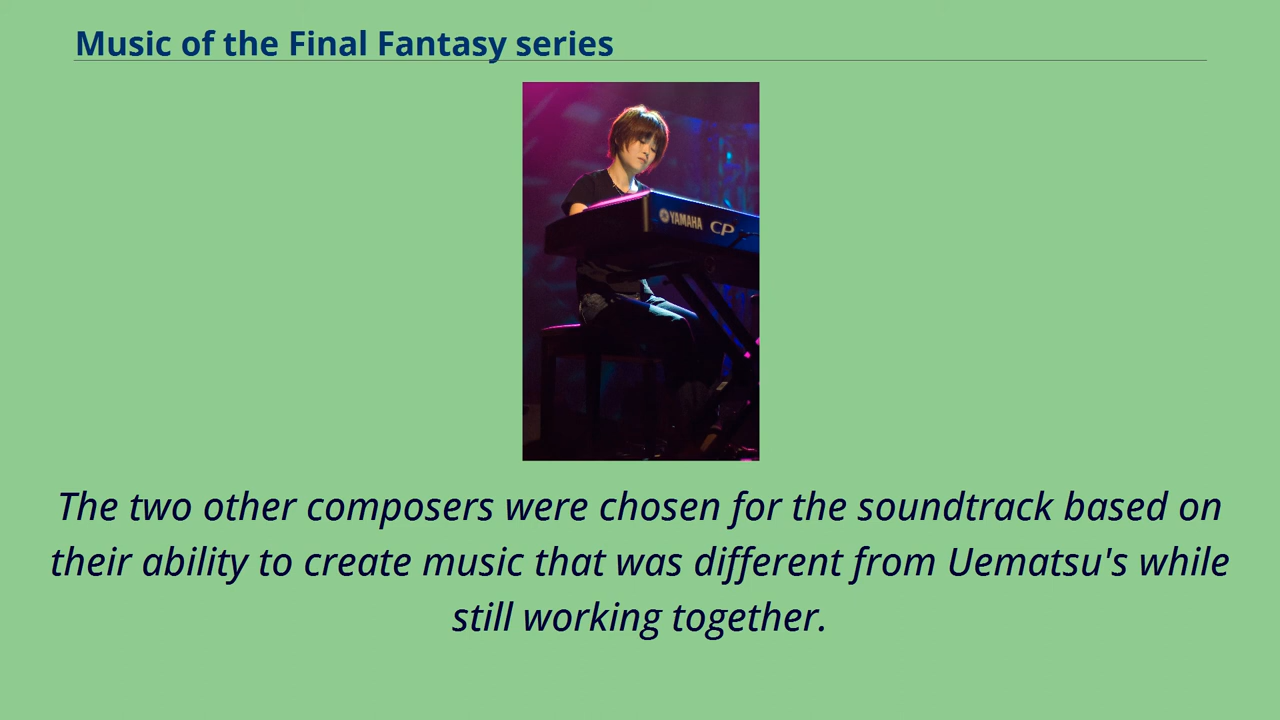 Music of the Final Fantasy series
YAMAHA CP
The two other composers were chosen for the soundtrack based on
their ability to create music that was different from Uematsu's while
still working together.